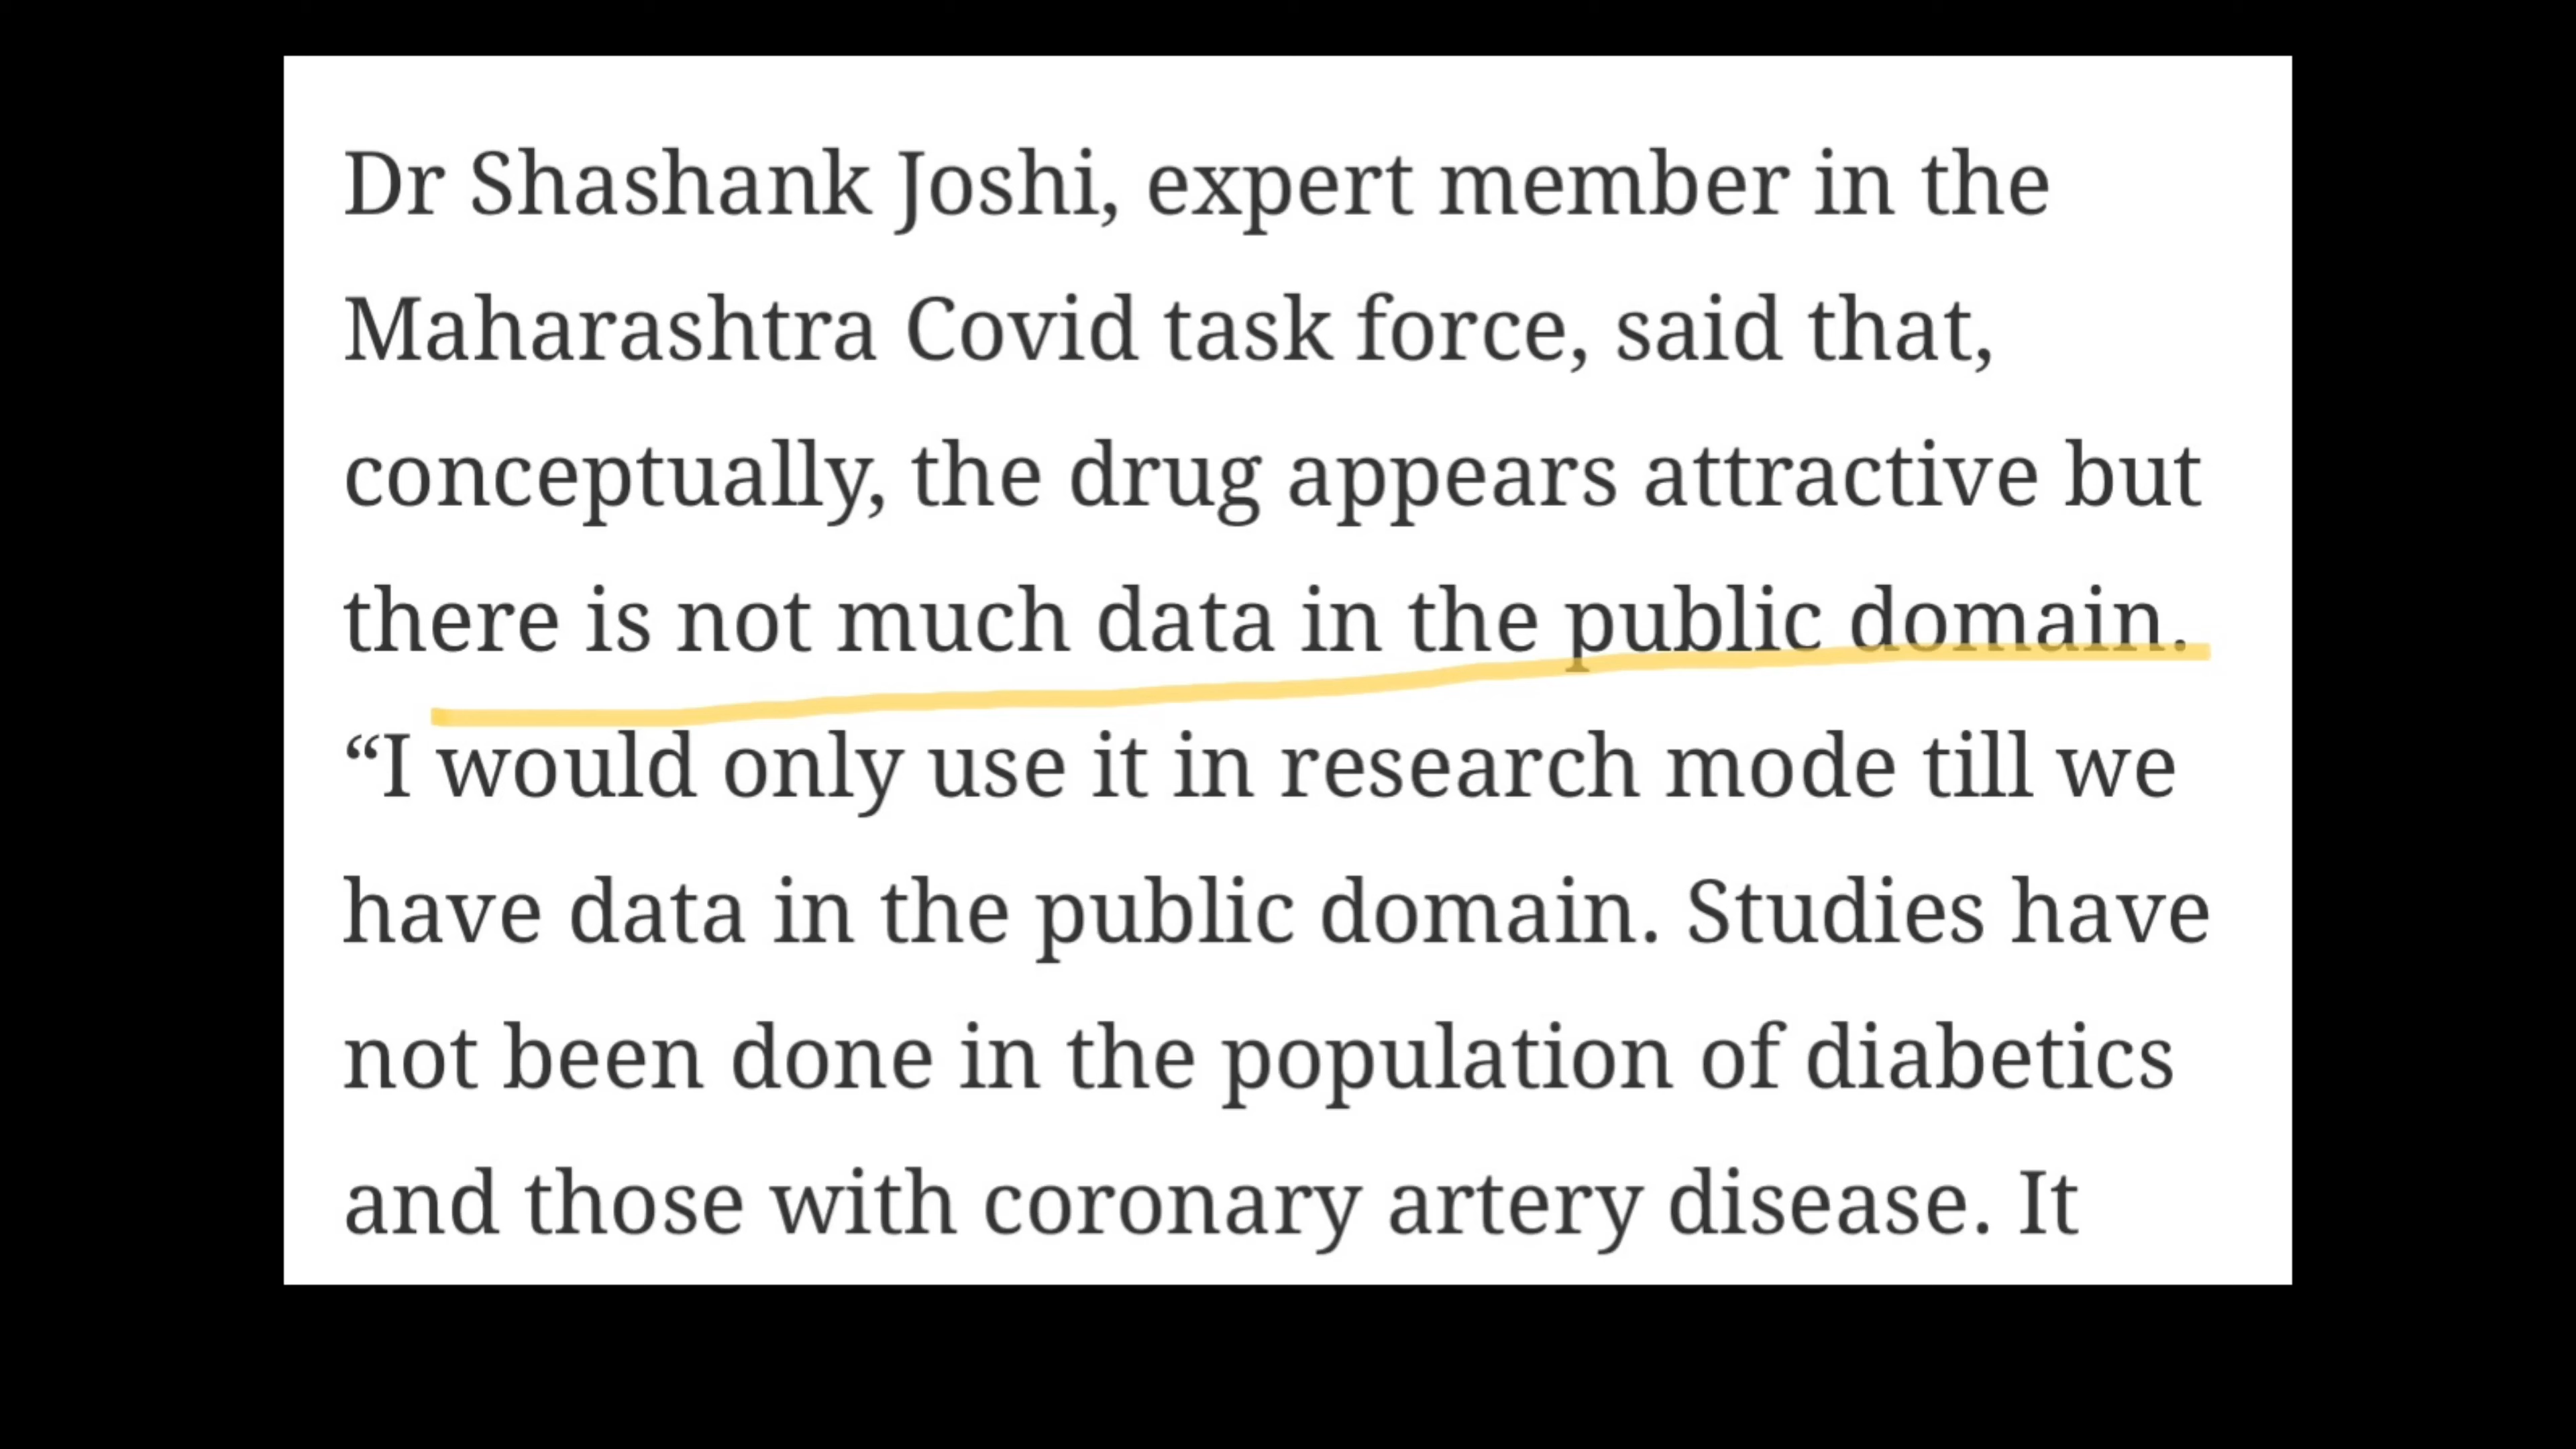 Dr Shashank Joshi, expert member in the
Maharashtra Covid task force, said that,
conceptually, the drug appears attractive but
there is not much data in the public domain.
“I would only use it in research mode till we
have data in the public domain. Studies have
not been done in the population of diabetics
and those with coronary artery disease. It